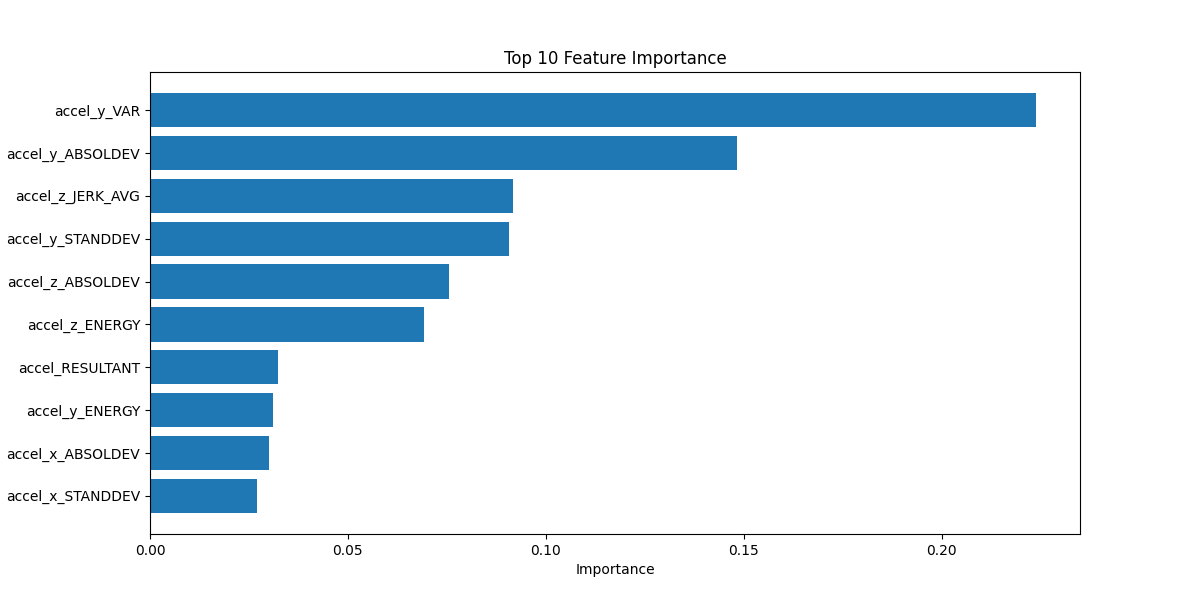 Top 10 Feature Importance
accel_y_VAR
accel_y_ABSOLDEV
accel_z_JERK_AVG
accel_y_STANDDEV
accel_z_ABSOLDEV
accel_z_ENERGY
accel_RESULTANT
accel_y_ENERGY
accel_x_ABSOLDEV
accel_x_STANDDEV
0.00 0.05 0.10 0.15 0.20
Importance